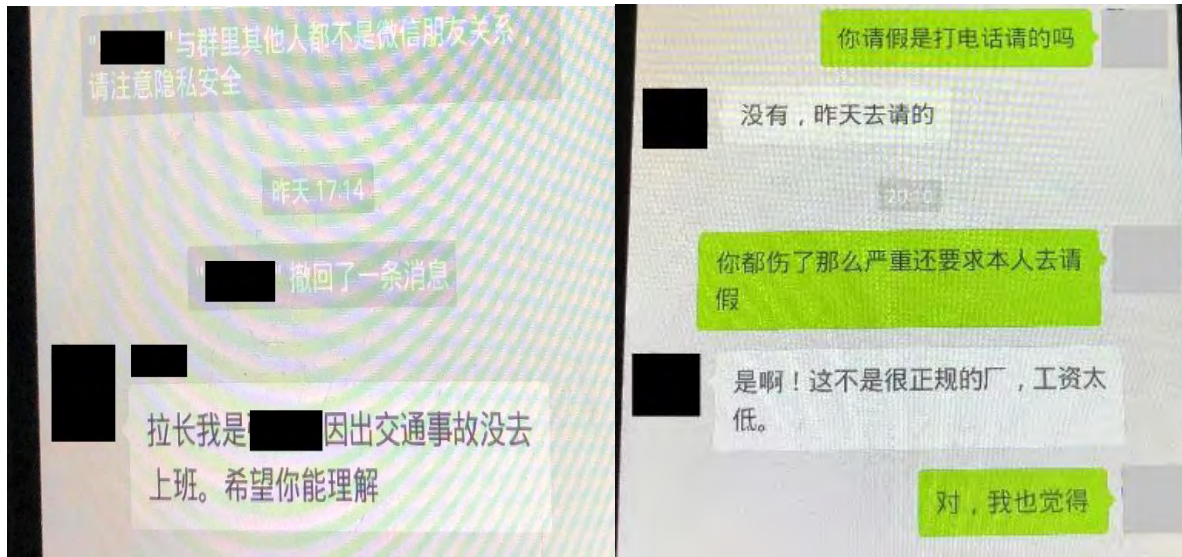 "与群里其他人都不是微信朋友关系，
请注意隐私安全
昨天 17:14
" 撤回了一条消息
拉长我是
因出交通事故没去
上班。希望你能理解
你请假是打电话请的吗
没有，昨天去请的
你都伤了那么严重还要求本人去请
假
是啊！这不是很正规的厂，工资太
低。
对，我也觉得